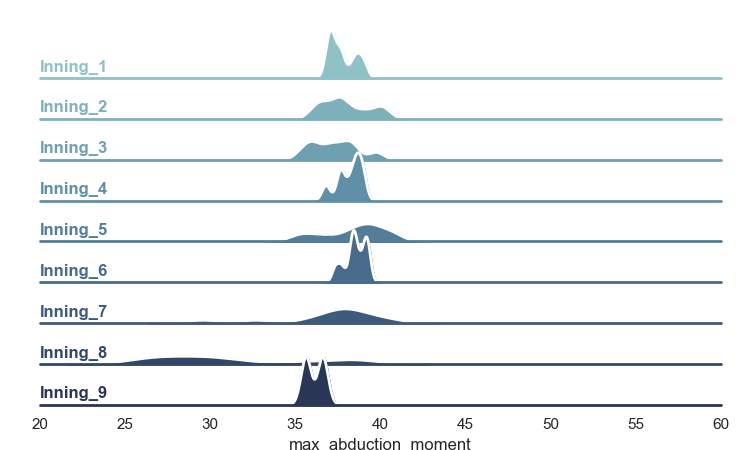 Inning_1
Inning_2
Inning_3
Inning_4
Inning_5
Inning_6
Inning_7
Inning_8
Inning_9
20 25 30 35 40 45 50 55 60
max abduction moment